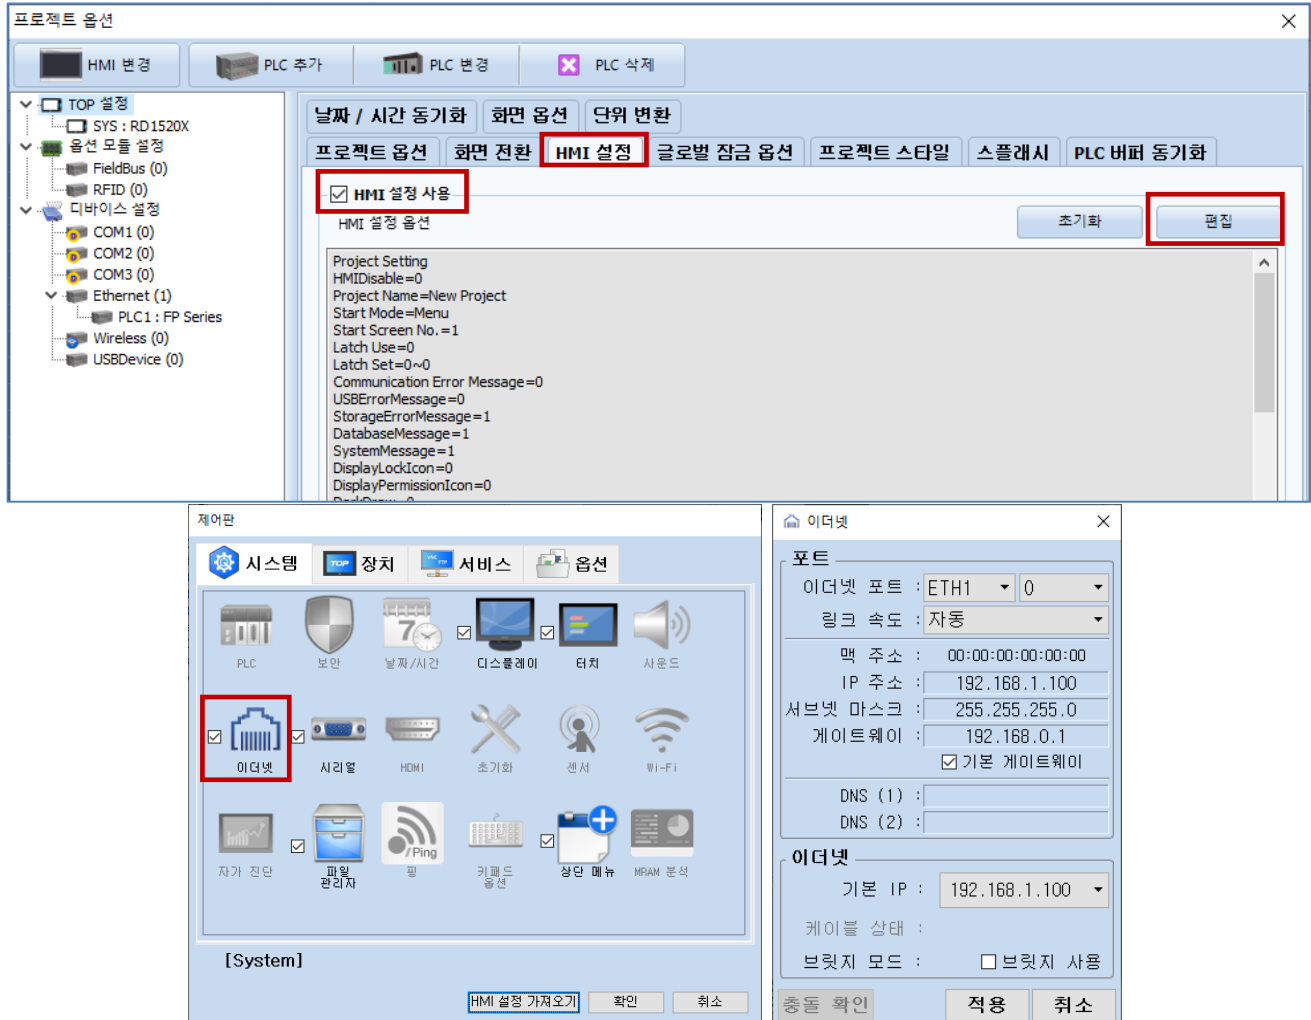 프로젝트 옵션
HMI 변경
PLC 추가
PLC 변경
PLC 삭제
TOP 설정
SYS : RD1520X
옵션 모듈 설정
FieldBus (0)
RFID (0)
디바이스 설정
COM1 (0)
COM2 (0)
COM3 (0)
Ethernet (1)
PLC1 : FP Series
Wireless (0)
USBDevice (0)
날짜 / 시간 동기화
화면 옵션
단위 변환
프로젝트 옵션
화면 전환
HMI 설정
글로벌 잠금 옵션
프로젝트 스타일
스플래시
PLC 버퍼 동기화
HMI 설정 사용
HMI 설정 옵션
초기화
편집
Project Setting
HMIDisable=0
Project Name=New Project
Start Mode=Menu
Start Screen No.=1
Latch Use=0
Latch Set=0~0
Communication Error Message=0
USBErrorMessage=0
StorageErrorMessage=1
DatabaseMessage=1
SystemMessage=1
DisplayLockIcon=0
DisplayPermissionIcon=0
제어판
시스템
장치
서비스
옵션
PLC
보안
날짜/시간
디스플레이
터치
사운드
이더넷
시리얼
HDMI
초기화
센서
Wi-Fi
자가 진단
파일 관리자
핑
키패드 옵션
상단 메뉴
MRAM 분석
[System]
HMI 설정 가져오기
확인
취소
이더넷
포트
이더넷 포트 : ETH1 0
링크 속도 : 자동
맥 주소 : 00:00:00:00:00:00
IP 주소 : 192.168.1.100
서브넷 마스크 : 255.255.255.0
게이트웨이 : 192.168.0.1
기본 게이트웨이
DNS (1) :
DNS (2) :
이더넷
기본 IP : 192.168.1.100
케이블 상태 :
브릿지 모드 : 브릿지 사용
충돌 확인
적용
취소